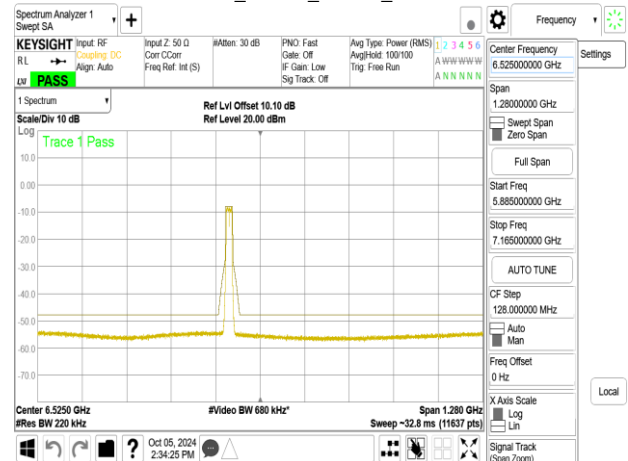 Spectrum Analyzer 1
Swept SA
Frequency
KEYSIGHT
RL
LXI
PASS
Input: RF
Coupling: DC
Align: Auto
Input Z: 50 Ω
Corr CCorr
Freq Ref: Int (S)
#Atten: 30 dB
PNO: Fast
Gate: Off
IF Gain: Low
Sig Track: Off
Avg Type: Power (RMS)
Avg|Hold: 100/100
Trig: Free Run
1 2 3 4 5 6
A W W W W W
A N N N N N
1 Spectrum
Scale/Div 10 dB
Ref Lvl Offset 10.10 dB
Ref Level 20.00 dBm
Log
Trace 1 Pass
10.0
0.00
-10.0
-20.0
-30.0
-40.0
-50.0
-60.0
-70.0
Center 6.5250 GHz
#Res BW 220 kHz
#Video BW 680 kHz*
Span 1.280 GHz
Sweep ~32.8 ms (11637 pts)
?
Oct 05, 2024
2:34:25 PM
Center Frequency
6.525000000 GHz
Settings
Span
1.28000000 GHz
Swept Span
Zero Span
Full Span
Start Freq
5.885000000 GHz
Stop Freq
7.165000000 GHz
AUTO TUNE
CF Step
128.000000 MHz
Auto
Man
Freq Offset
0 Hz
X Axis Scale
Log
Lin
Local
Signal Track
(Span Zoom)